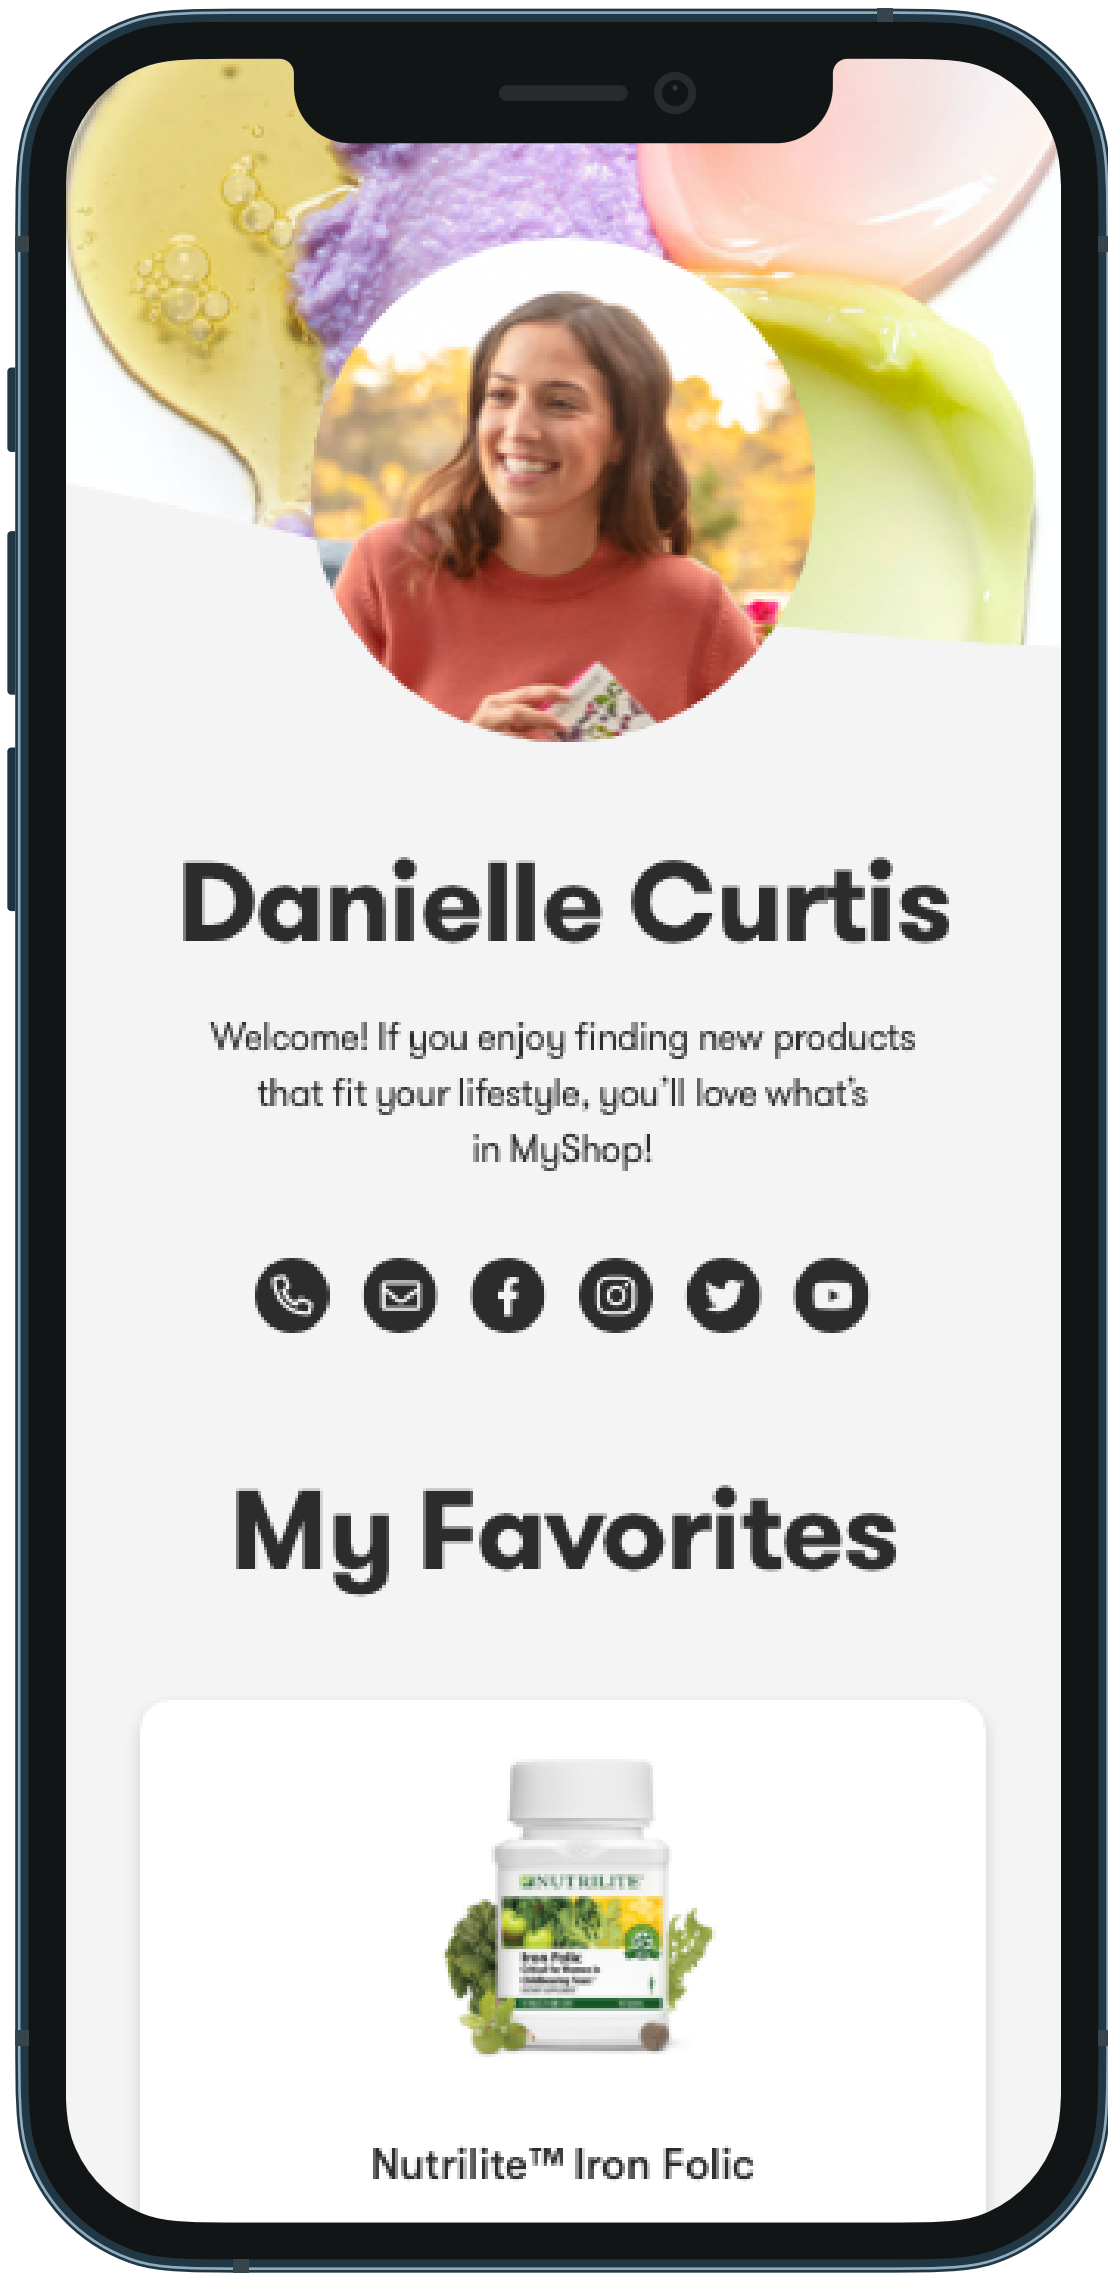 Danielle Curtis
Welcome! If you enjoy finding new products
that fit your lifestyle, you'll love what's
in MyShop!
My Favorites
NUTRILITE
Iron Folic
Nutrilite™ Iron Folic